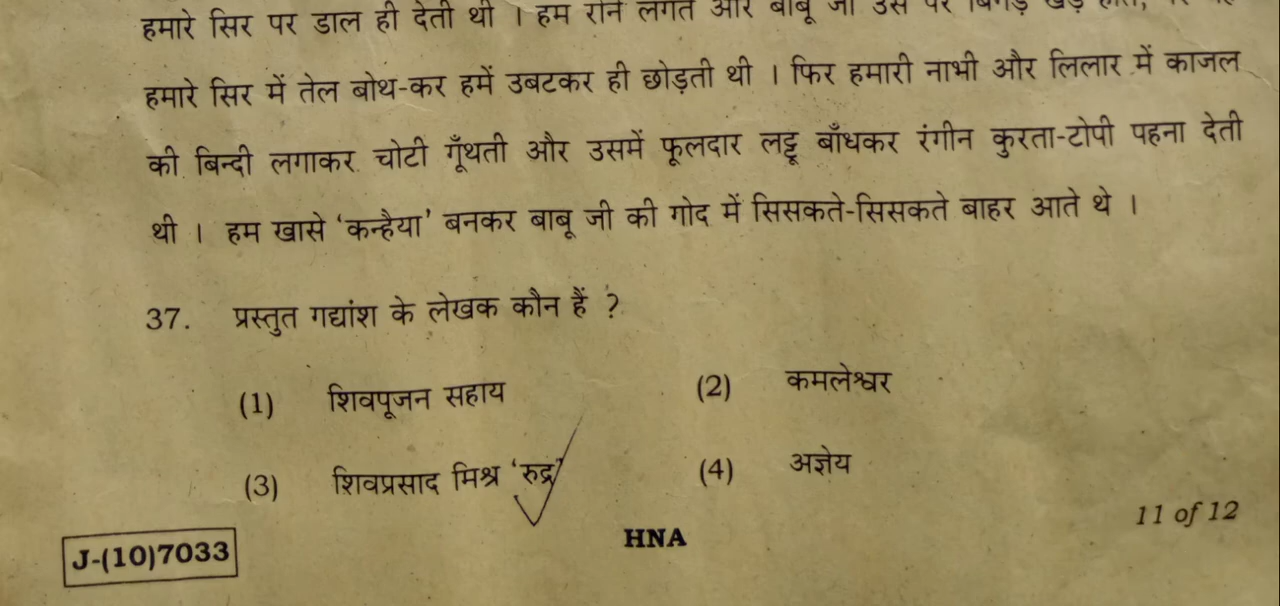 हमारे सिर पर डाल ही देती थी । हम रोने लगते और बाबू जी उस पर बिगड़ खड़े होते,
हमारे सिर में तेल बोथ-कर हमें उबटकर ही छोड़ती थी । फिर हमारी नाभी और लिलार में काजल
की बिन्दी लगाकर चोटी गूँथती और उसमें फूलदार लट्टू बाँधकर रंगीन कुरता-टोपी पहना देती
थी । हम खासे ‘कन्हैया’ बनकर बाबू जी की गोद में सिसकते-सिसकते बाहर आते थे ।
37. प्रस्तुत गद्यांश के लेखक कौन हैं ?
(1) शिवपूजन सहाय (2) कमलेश्वर
(3) शिवप्रसाद मिश्र ‘रुद्र’ (4) अज्ञेय
J-(10)7033 HNA 11 of 12